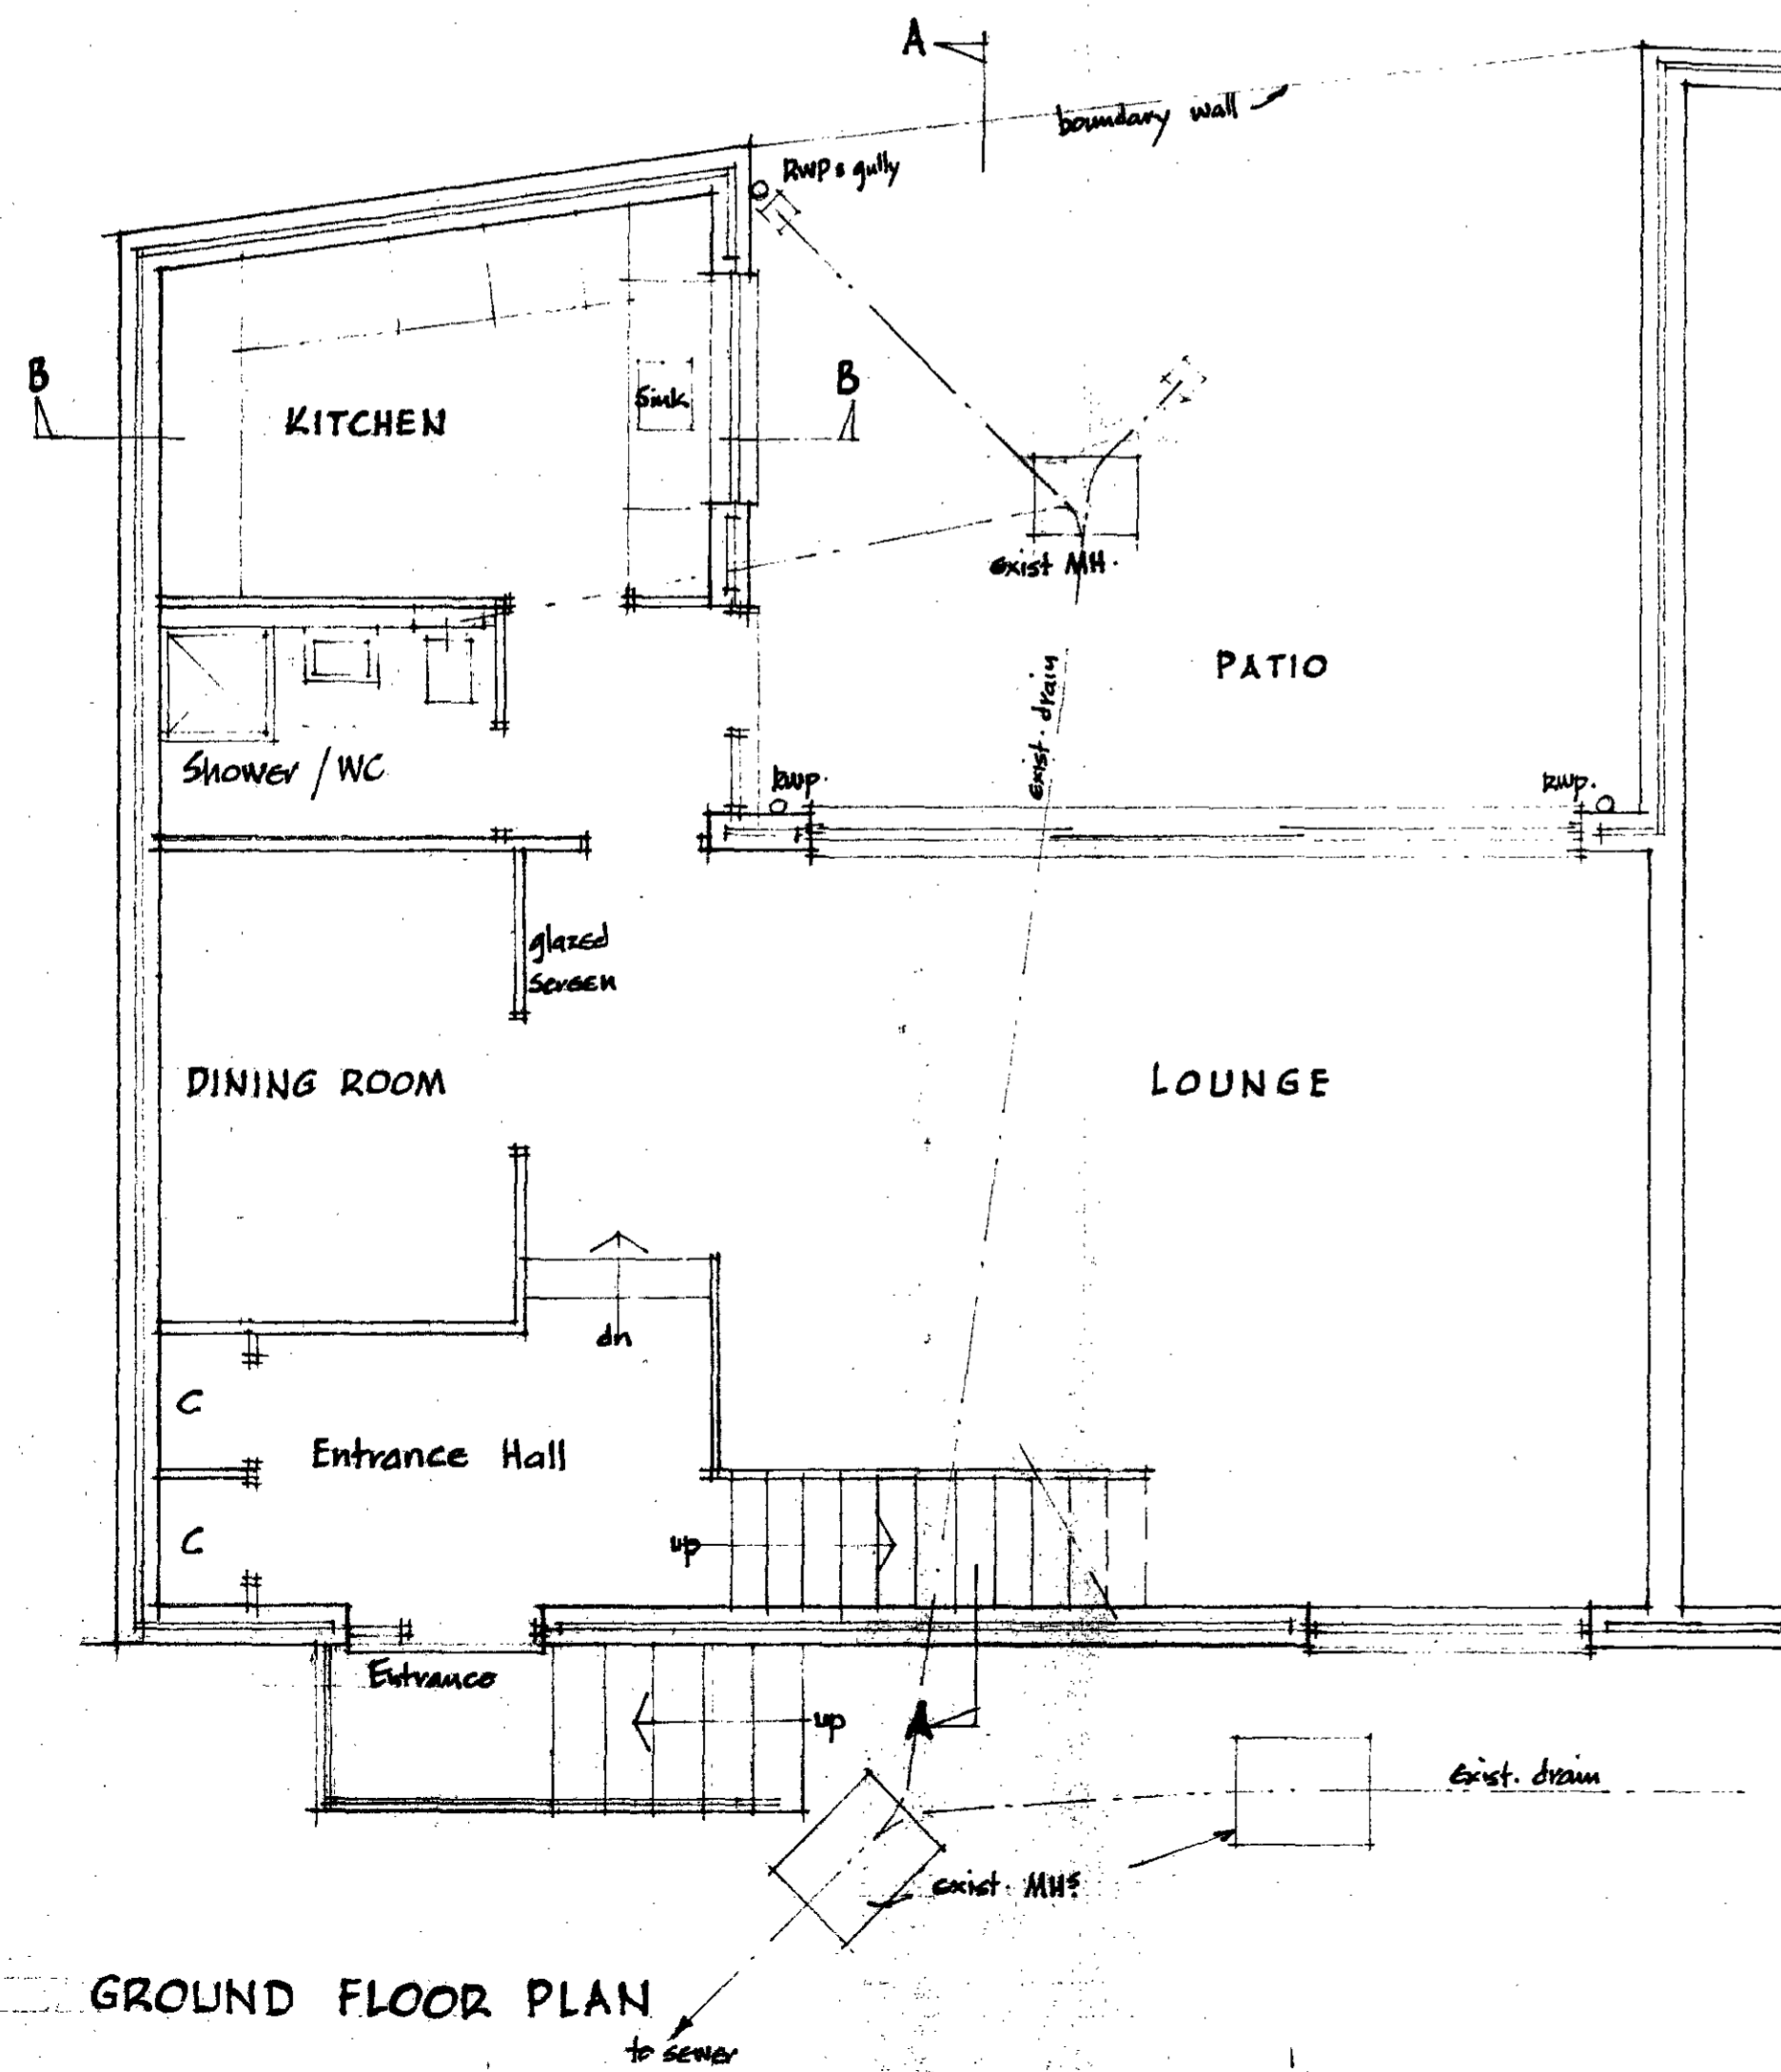 A
boundary wall
RWP & gully
B
B
KITCHEN
Sink
exist MH.
PATIO
exist. drain
Shower / WC
RWP.
RWP.
glazed
screen
DINING ROOM
LOUNGE
dn
C
Entrance Hall
C
up
Entrance
up
A
exist. drain
exist. MHs
GROUND FLOOR PLAN
to sewer